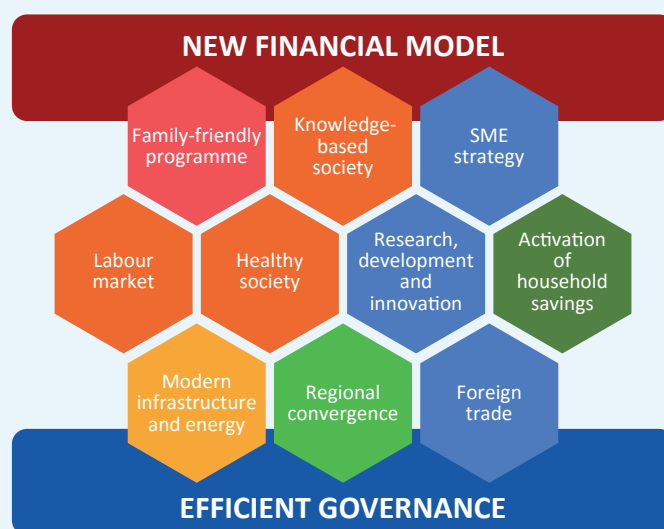 NEW FINANCIAL MODEL
Family-friendly
programme
Knowledge-
based
society
SME
strategy
Labour
market
Healthy
society
Research,
development
and
innovation
Activation
of
household
savings
Modern
infrastructure
and energy
Regional
convergence
Foreign
trade
EFFICIENT GOVERNANCE